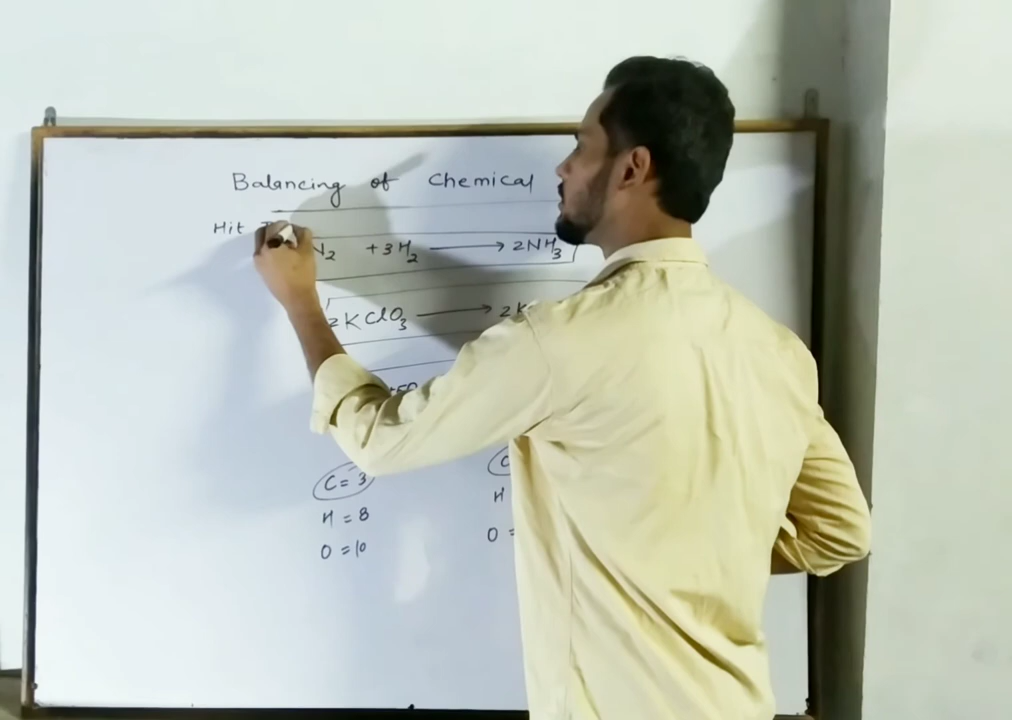 Balancing of Chemical
Hit
N₂ + 3H₂ ⟶ 2NH₃
2KClO₃ ⟶ 2K
C = 3
H = 8
H
O = 10
O =